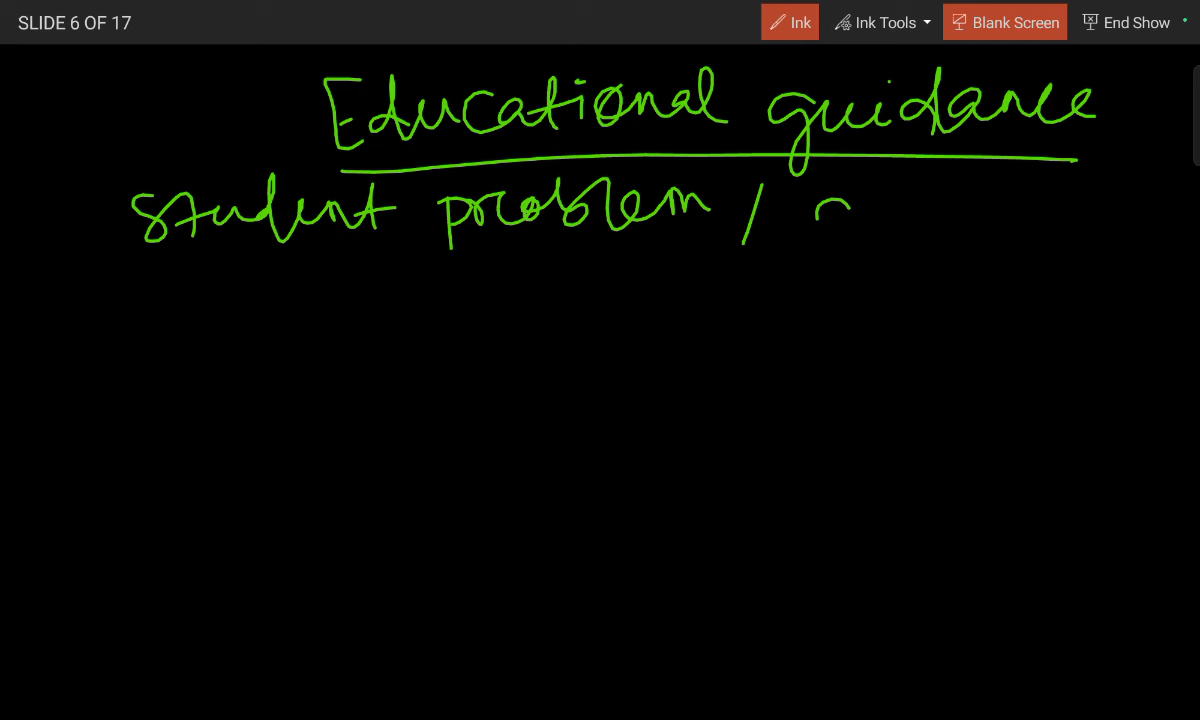 SLIDE 6 OF 17 Ink Ink Tools Blank Screen End Show
Educational guidance
student problem /